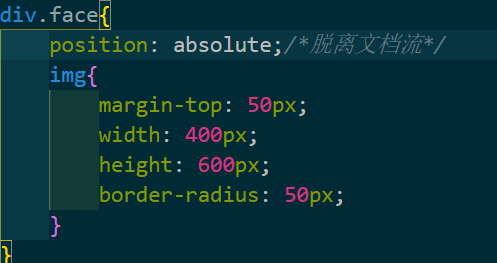 div.face{
position: absolute;/*脱离文档流*/
img{
margin-top: 50px;
width: 400px;
height: 600px;
border-radius: 50px;
}
}